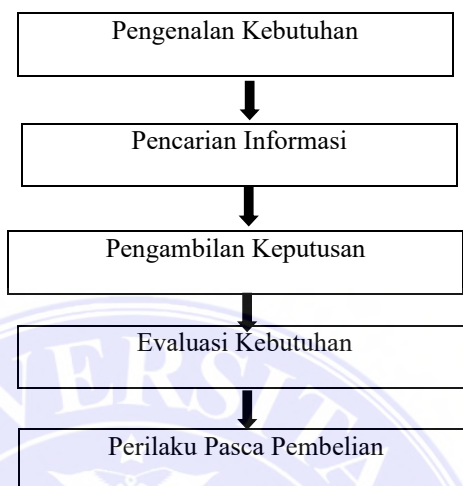 Pengenalan Kebutuhan
Pencarian Informasi
Pengambilan Keputusan
Evaluasi Kebutuhan
Perilaku Pasca Pembelian